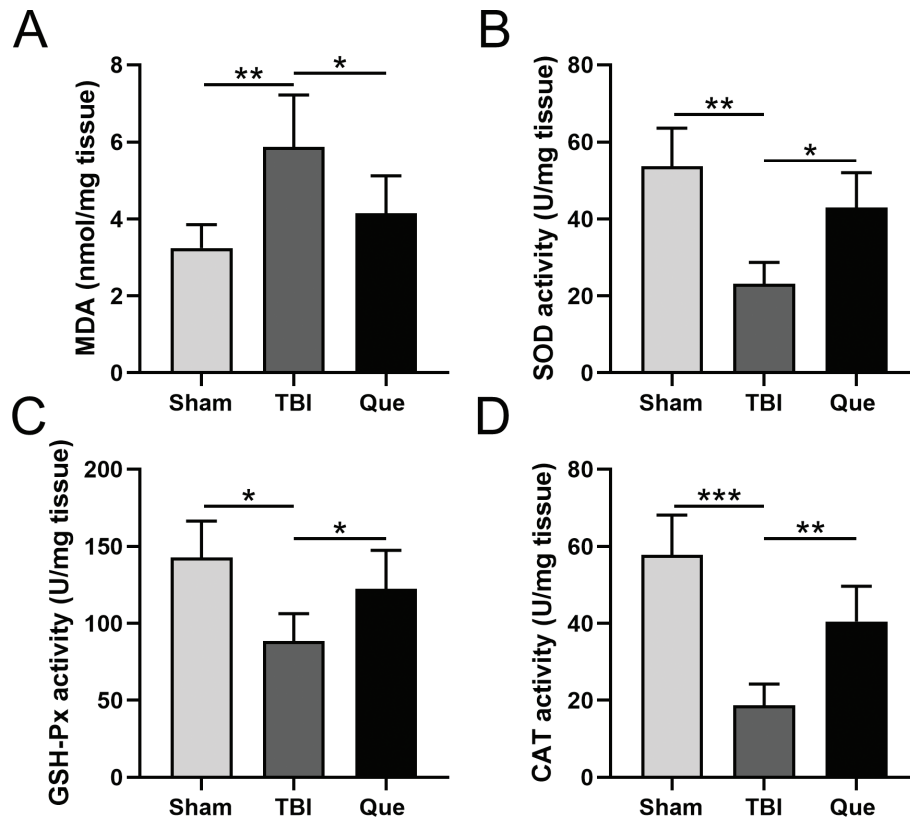 A
MDA (nmol/mg tissue)
8
6
4
2
0
**
*
Sham TBI Que
B
SOD activity (U/mg tissue)
80
60
40
20
0
**
*
Sham TBI Que
C
GSH-Px activity (U/mg tissue)
200
150
100
50
0
*
*
Sham TBI Que
D
CAT activity (U/mg tissue)
80
60
40
20
0
***
**
Sham TBI Que